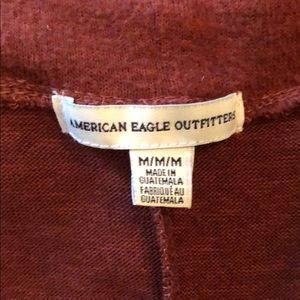 AMERICAN EAGLE OUTFITTERS
M/M/M
MADE IN
GUATEMALA
FABRIQUÉ AU
GUATEMALA